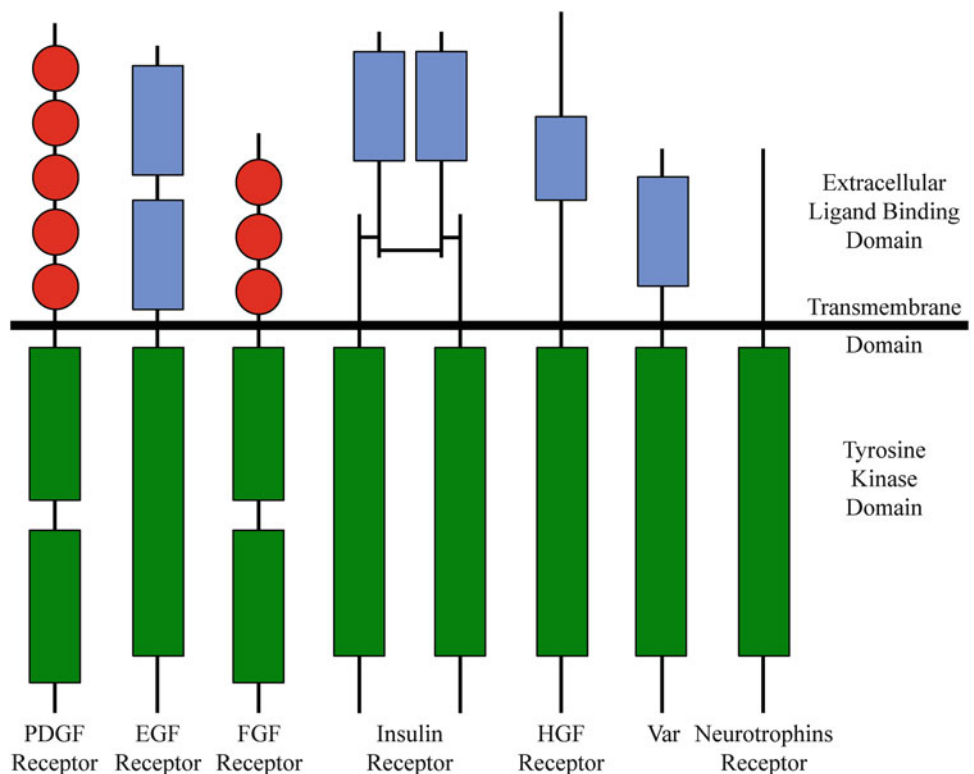 Extracellular
Ligand Binding
Domain
Transmembrane
Domain
Tyrosine
Kinase
Domain
PDGF
Receptor
EGF
Receptor
FGF
Receptor
Insulin
Receptor
HGF
Receptor
Var
Neurotrophins
Receptor